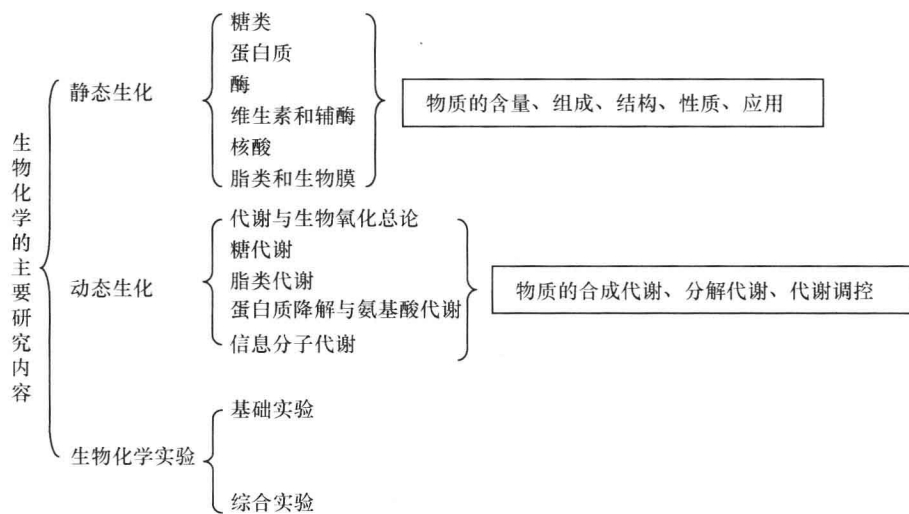 生物化学的主要研究内容
静态生化
糖类
蛋白质
酶
维生素和辅酶
核酸
脂类和生物膜
物质的含量、组成、结构、性质、应用
动态生化
代谢与生物氧化总论
糖代谢
脂类代谢
蛋白质降解与氨基酸代谢
信息分子代谢
物质的合成代谢、分解代谢、代谢调控
生物化学实验
基础实验
综合实验